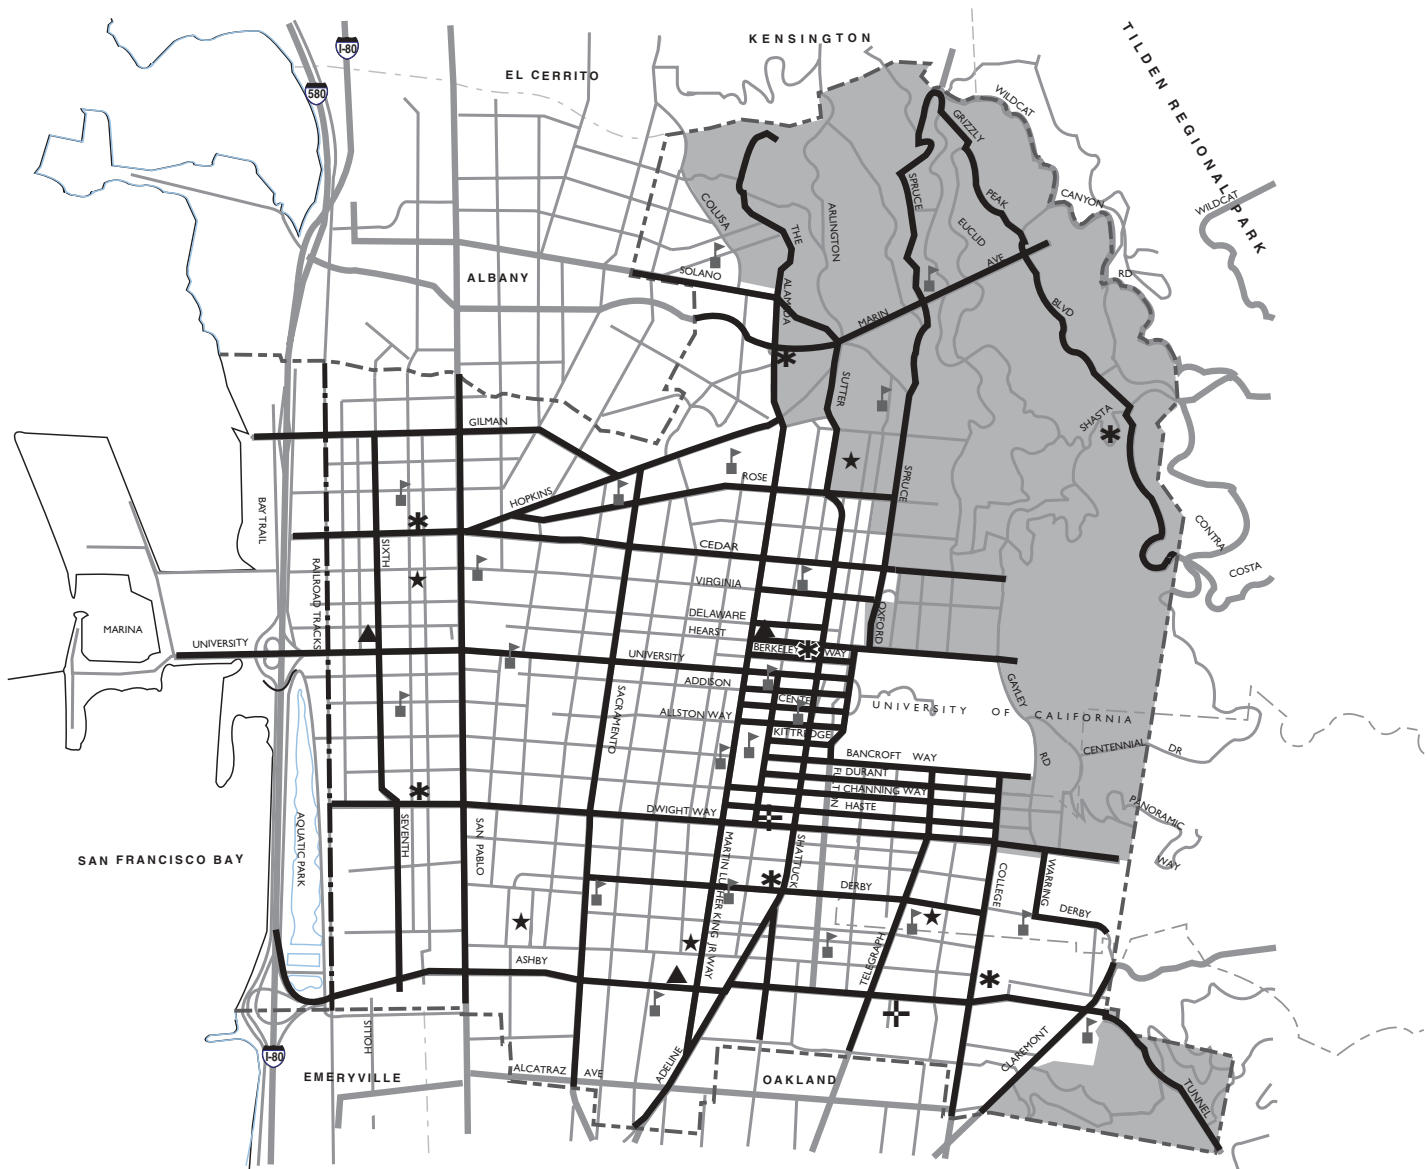 KENSINGTON
TILDEN REGIONAL PARK
I-80
EL CERRITO
580
WILDCAT
GRIZZLY
SPRUCE
PEAK
CANYON
WILDCAT
COLUSA
ARLINGTON
THE
EUCLID
AVE
RD
SOLANO
ALBANY
ALAMEDA
BLVD
MARIN
SUTTER
SHASTA
GILMAN
ROSE
SPRUCE
HOPKINS
BAY TRAIL
CONTRA
COSTA
SIXTH
CEDAR
RAILROAD TRACKS
VIRGINIA
DELAWARE
OXFORD
HEARST
MARINA
UNIVERSITY
BERKELEY WAY
UNIVERSITY
ADDISON
CENTER
GAYLEY
RD
UNIVERSITY OF CALIFORNIA
SACRAMENTO
ALLSTON WAY
KITTREDGE
CENTENNIAL DR
BANCROFT WAY
DURANT
FULTON
CHANNING WAY
HASTE
PANORAMIC
WAY
DWIGHT WAY
AQUATIC PARK
SEVENTH
SAN PABLO
MARTIN LUTHER KING JR WAY
SHATTUCK
SAN FRANCISCO BAY
COLLEGE
WARRING
DERBY
DERBY
TELEGRAPH
ASHBY
HOLLIS
I-80
CLAREMONT
ADELINE
EMERYVILLE
ALCATRAZ AVE
OAKLAND
TUNNEL